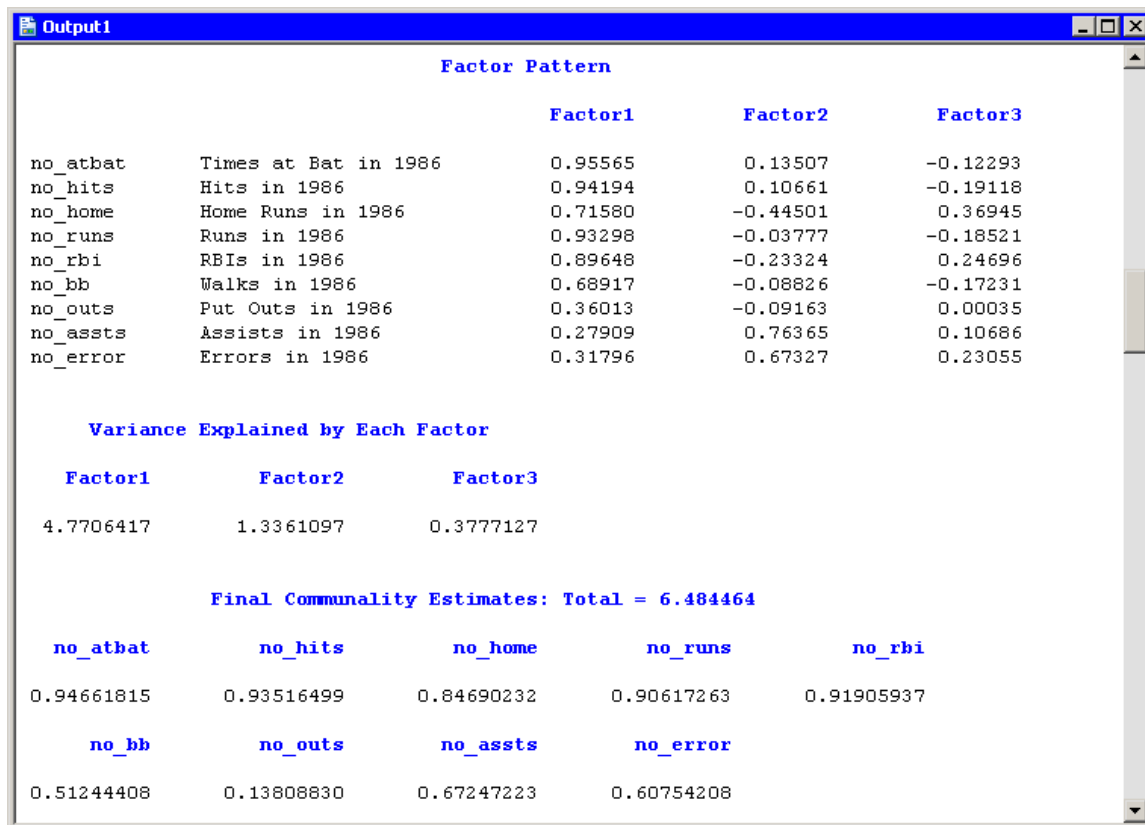 Output1
Factor Pattern
Factor1 Factor2 Factor3
no_atbat Times at Bat in 1986 0.95565 0.13507 -0.12293
no_hits Hits in 1986 0.94194 0.10661 -0.19118
no_home Home Runs in 1986 0.71580 -0.44501 0.36945
no_runs Runs in 1986 0.93298 -0.03777 -0.18521
no_rbi RBIs in 1986 0.89648 -0.23324 0.24696
no_bb Walks in 1986 0.68917 -0.08826 -0.17231
no_outs Put Outs in 1986 0.36013 -0.09163 0.00035
no_assts Assists in 1986 0.27909 0.76365 0.10686
no_error Errors in 1986 0.31796 0.67327 0.23055
Variance Explained by Each Factor
Factor1 Factor2 Factor3
4.7706417 1.3361097 0.3777127
Final Communality Estimates: Total = 6.484464
no_atbat no_hits no_home no_runs no_rbi
0.94661815 0.93516499 0.84690232 0.90617263 0.91905937
no_bb no_outs no_assts no_error
0.51244408 0.13808830 0.67247223 0.60754208